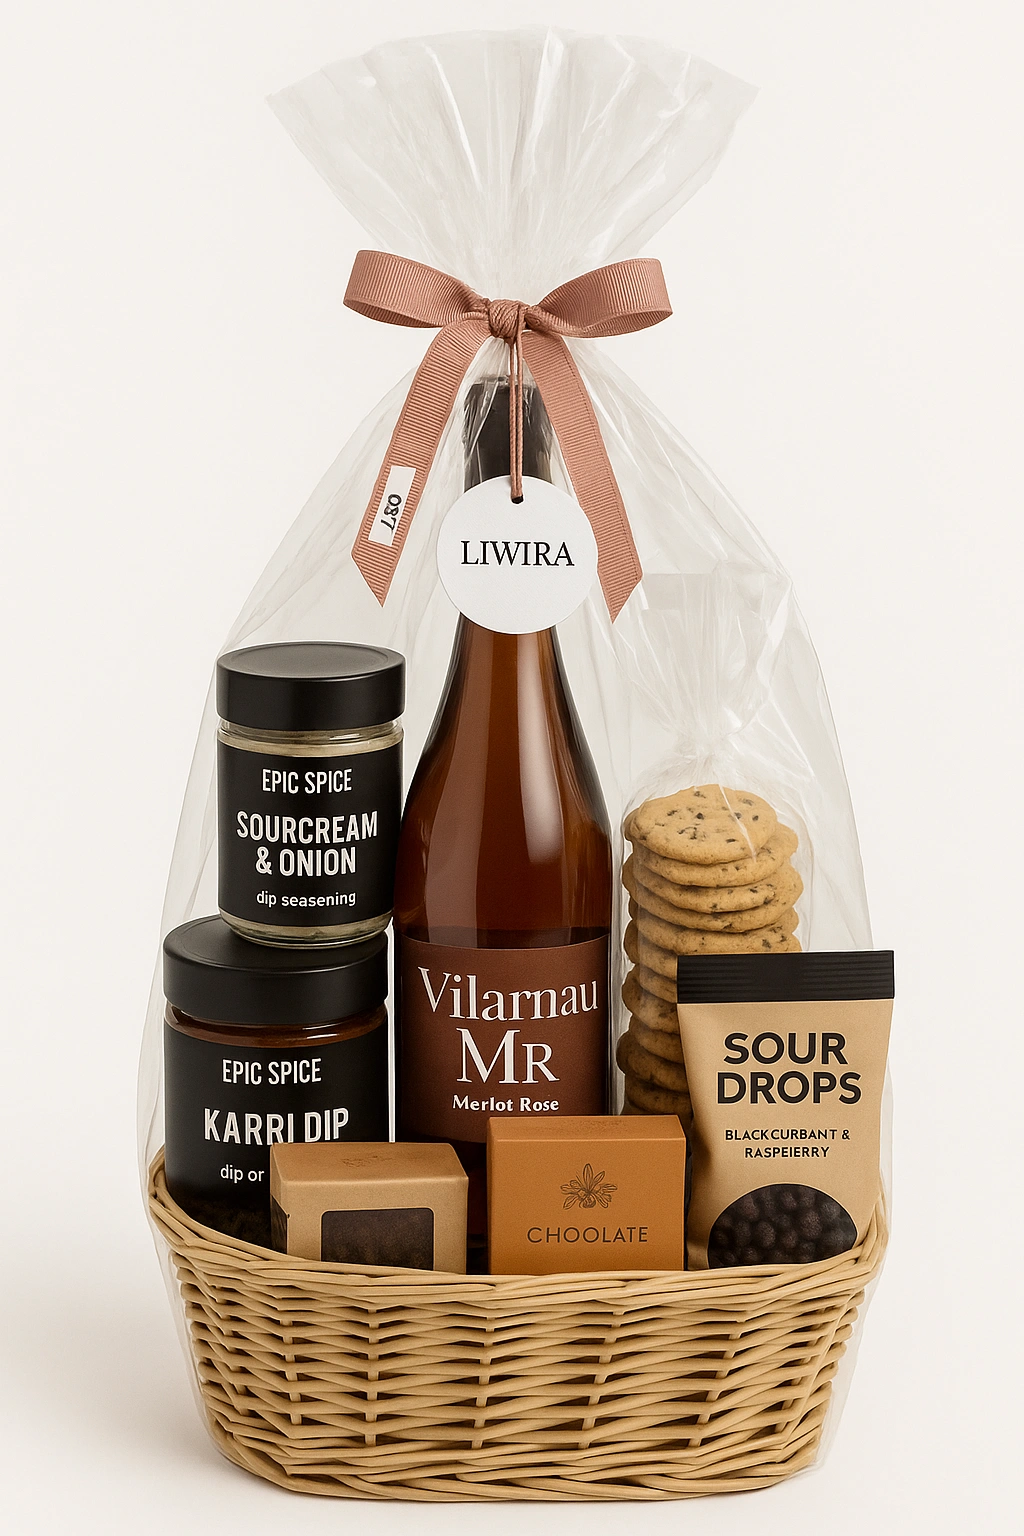 087
LIWIRA
EPIC SPICE
SOURCREAM
& ONION
dip seasening
EPIC SPICE
KARRI DIP
dip or
Vilarnau
MR
Merlot Rose
CHOOLATE
SOUR
DROPS
BLACKCURBANT &
RASPEIERRY